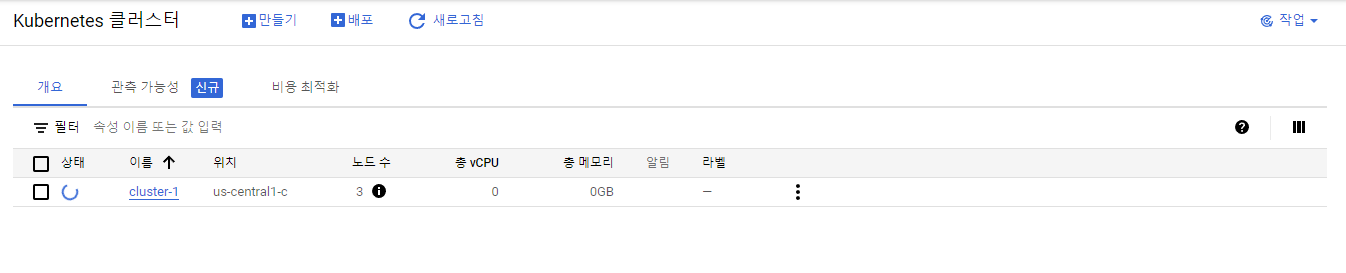 Kubernetes 클러스터 만들기 배포 새로고침 작업
개요 관측 가능성 신규 비용 최적화
필터 속성 이름 또는 값 입력
상태 이름 위치 노드 수 총 vCPU 총 메모리 알림 라벨
cluster-1 us-central1-c 3 0 0GB —